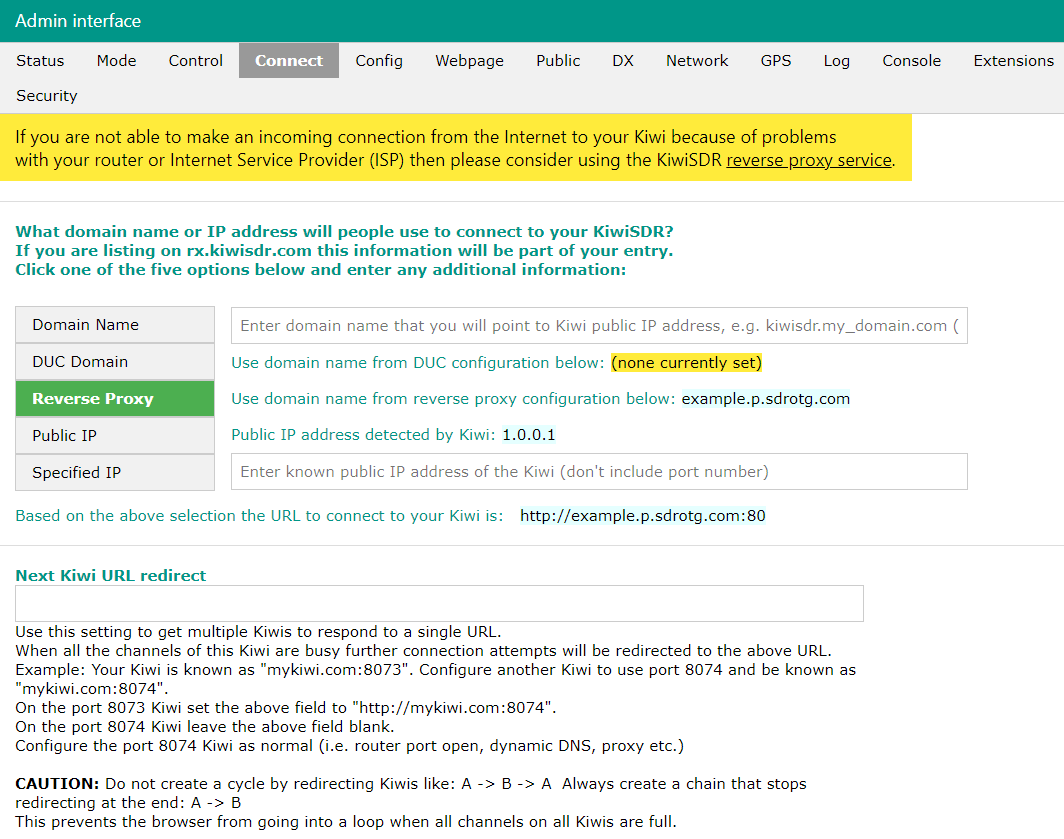 Admin interface
Status Mode Control Connect Config Webpage Public DX Network GPS Log Console Extensions
Security
If you are not able to make an incoming connection from the Internet to your Kiwi because of problems
with your router or Internet Service Provider (ISP) then please consider using the KiwiSDR reverse proxy service.
What domain name or IP address will people use to connect to your KiwiSDR?
If you are listing on rx.kiwisdr.com this information will be part of your entry.
Click one of the five options below and enter any additional information:
Domain Name Enter domain name that you will point to Kiwi public IP address, e.g. kiwisdr.my_domain.com (
DUC Domain Use domain name from DUC configuration below: (none currently set)
Reverse Proxy Use domain name from reverse proxy configuration below: example.p.sdrotg.com
Public IP Public IP address detected by Kiwi: 1.0.0.1
Specified IP Enter known public IP address of the Kiwi (don't include port number)
Based on the above selection the URL to connect to your Kiwi is: http://example.p.sdrotg.com:80
Next Kiwi URL redirect
Use this setting to get multiple Kiwis to respond to a single URL.
When all the channels of this Kiwi are busy further connection attempts will be redirected to the above URL.
Example: Your Kiwi is known as "mykiwi.com:8073". Configure another Kiwi to use port 8074 and be known as
"mykiwi.com:8074".
On the port 8073 Kiwi set the above field to "http://mykiwi.com:8074".
On the port 8074 Kiwi leave the above field blank.
Configure the port 8074 Kiwi as normal (i.e. router port open, dynamic DNS, proxy etc.)
CAUTION: Do not create a cycle by redirecting Kiwis like: A -> B -> A Always create a chain that stops
redirecting at the end: A -> B
This prevents the browser from going into a loop when all channels on all Kiwis are full.